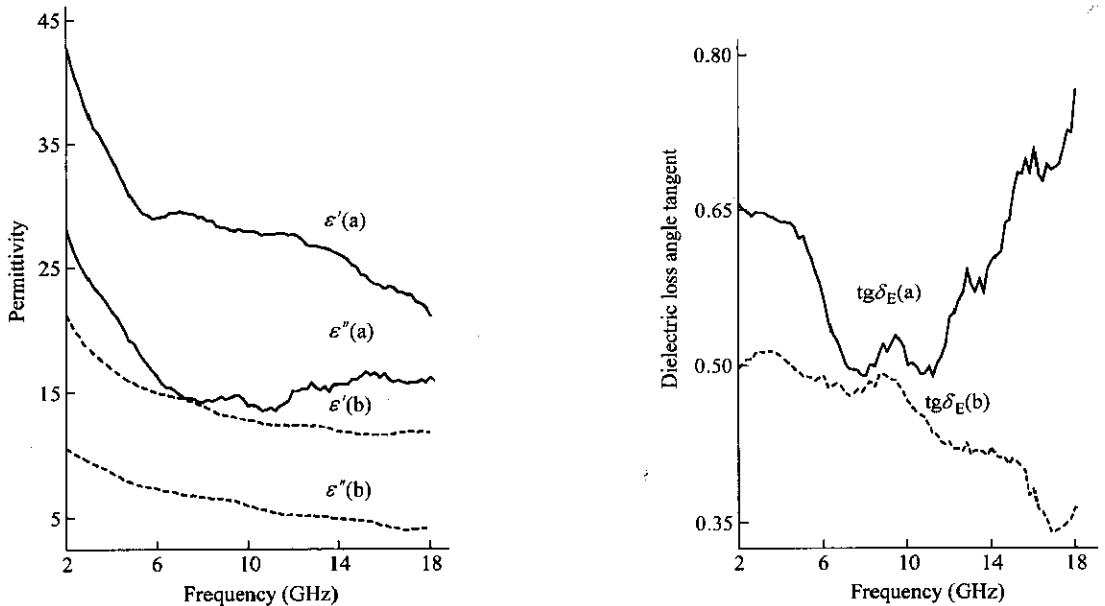 45
35
25
15
5
Permittivity
ε′(a)
ε″(a)
ε′(b)
ε″(b)
2 6 10 14 18
Frequency (GHz)
0.80
0.65
0.50
0.35
Dielectric loss angle tangent
tgδE(a)
tgδE(b)
2 6 10 14 18
Frequency (GHz)